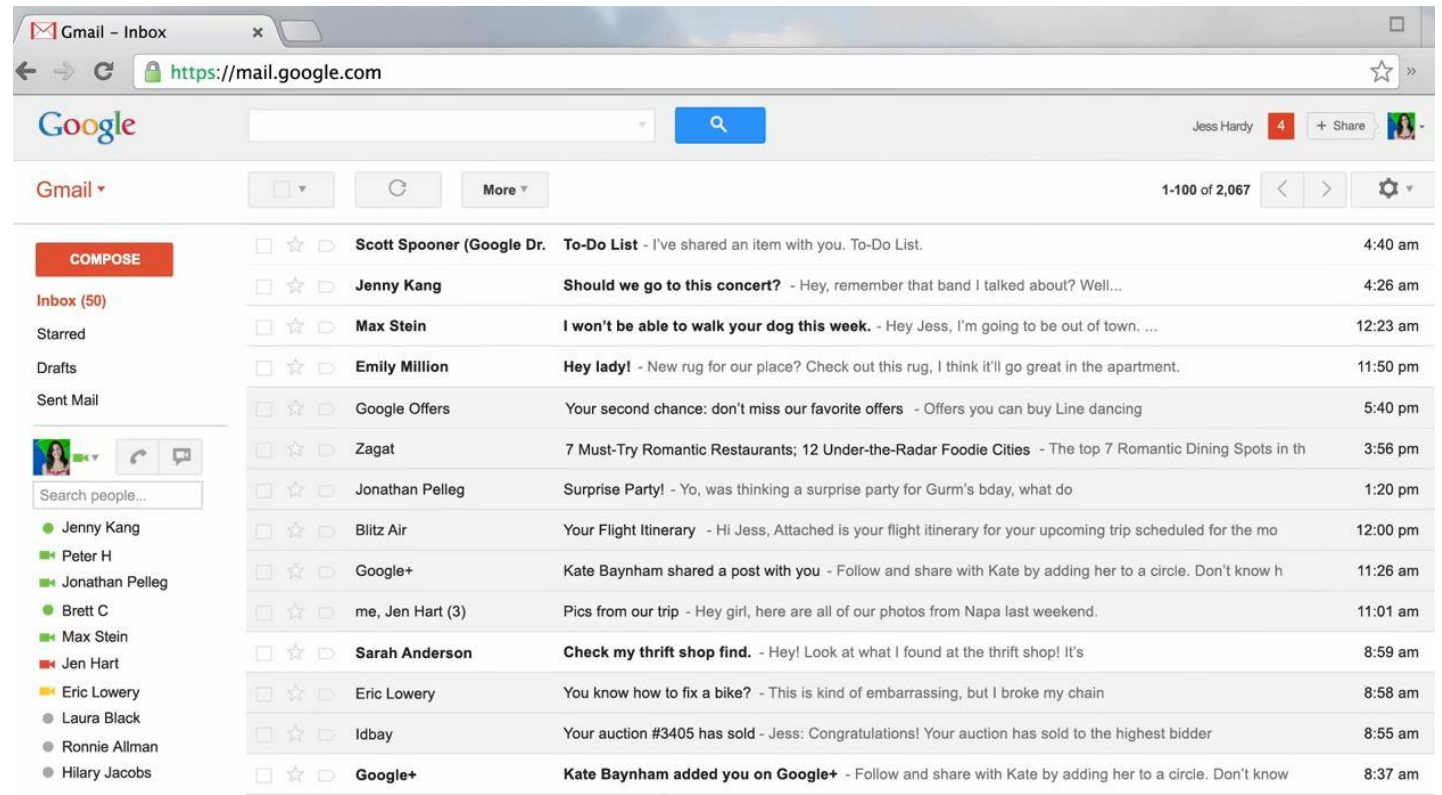 Gmail – Inbox
https://mail.google.com
Google
Jess Hardy 4 + Share
Gmail More 1-100 of 2,067
COMPOSE
Inbox (50)
Starred
Drafts
Sent Mail
Search people...
Jenny Kang
Peter H
Jonathan Pelleg
Brett C
Max Stein
Jen Hart
Eric Lowery
Laura Black
Ronnie Allman
Hilary Jacobs
Scott Spooner (Google Dr. To-Do List - I've shared an item with you. To-Do List. 4:40 am
Jenny Kang Should we go to this concert? - Hey, remember that band I talked about? Well... 4:26 am
Max Stein I won't be able to walk your dog this week. - Hey Jess, I'm going to be out of town. ... 12:23 am
Emily Million Hey lady! - New rug for our place? Check out this rug, I think it'll go great in the apartment. 11:50 pm
Google Offers Your second chance: don't miss our favorite offers - Offers you can buy Line dancing 5:40 pm
Zagat 7 Must-Try Romantic Restaurants; 12 Under-the-Radar Foodie Cities - The top 7 Romantic Dining Spots in th 3:56 pm
Jonathan Pelleg Surprise Party! - Yo, was thinking a surprise party for Gurm's bday, what do 1:20 pm
Blitz Air Your Flight Itinerary - Hi Jess, Attached is your flight itinerary for your upcoming trip scheduled for the mo 12:00 pm
Google+ Kate Baynham shared a post with you - Follow and share with Kate by adding her to a circle. Don't know h 11:26 am
me, Jen Hart (3) Pics from our trip - Hey girl, here are all of our photos from Napa last weekend. 11:01 am
Sarah Anderson Check my thrift shop find. - Hey! Look at what I found at the thrift shop! It's 8:59 am
Eric Lowery You know how to fix a bike? - This is kind of embarrassing, but I broke my chain 8:58 am
Idbay Your auction #3405 has sold - Jess: Congratulations! Your auction has sold to the highest bidder 8:55 am
Google+ Kate Baynham added you on Google+ - Follow and share with Kate by adding her to a circle. Don't know 8:37 am